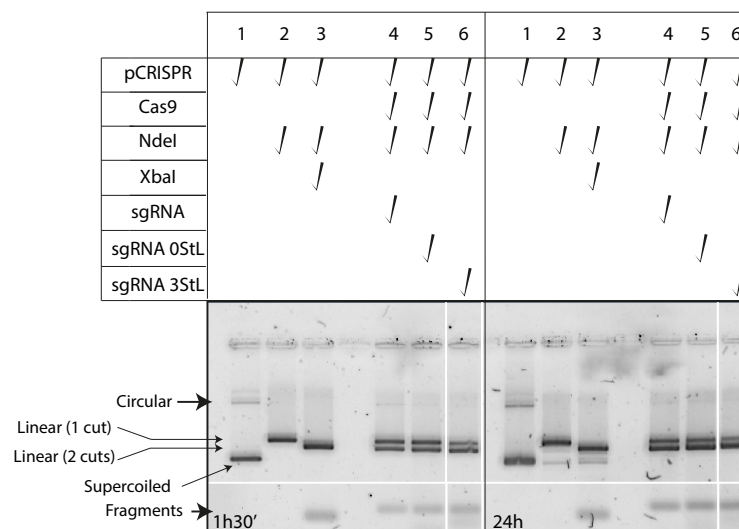 1 2 3 4 5 6 1 2 3 4 5 6
pCRISPR
Cas9
NdeI
XbaI
sgRNA
sgRNA 0StL
sgRNA 3StL
Circular
Linear (1 cut)
Linear (2 cuts)
Supercoiled
Fragments
1h30’ 24h